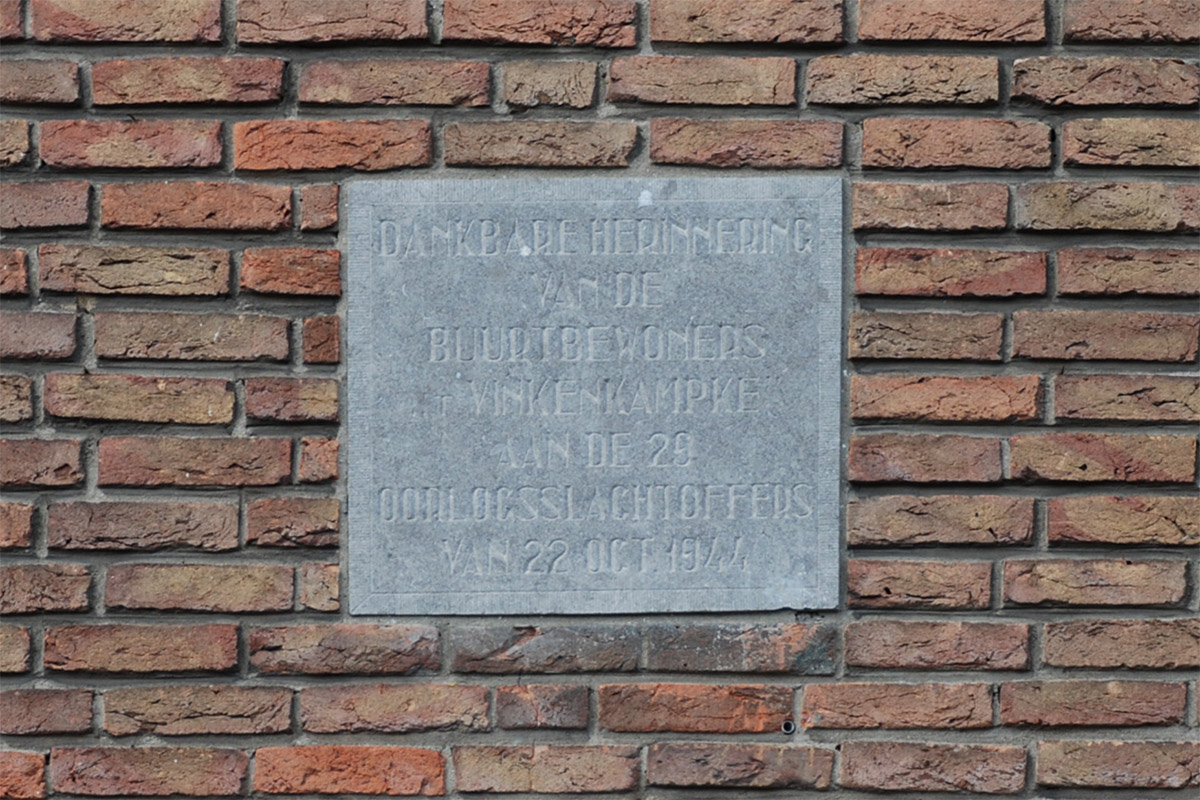 DANKBARE HERINNERING
VAN DE
BUURTBEWONERS
'T VINKENKAMPKE
AAN DE 29
OORLOGSSLACHTOFFERS
VAN 22 OCT. 1944